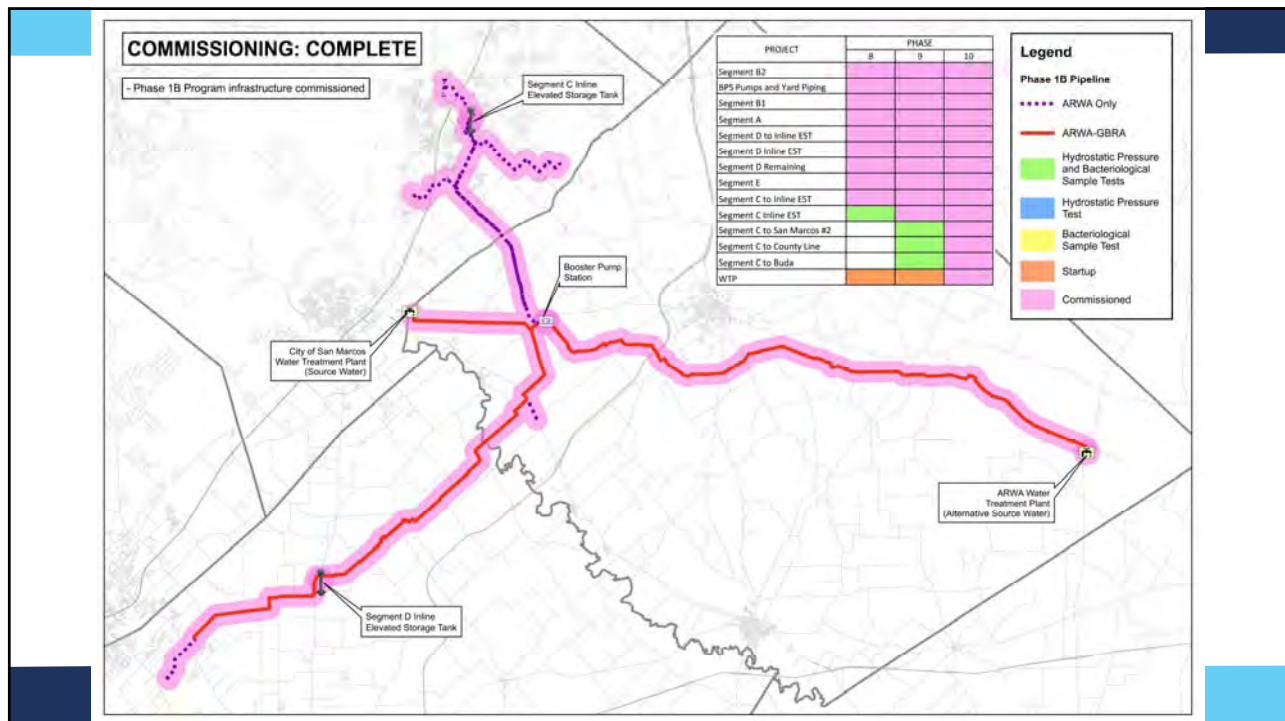 COMMISSIONING: COMPLETE
- Phase 1B Program infrastructure commissioned
Segment C Inline
Elevated Storage Tank
Booster Pump
Station
City of San Marcos
Water Treatment Plant
(Source Water)
Segment D Inline
Elevated Storage Tank
ARWA Water
Treatment Plant
(Alternative Source Water)
PROJECT PHASE
8 9 10
Segment B2
BPS Pumps and Yard Piping
Segment B1
Segment A
Segment D to Inline EST
Segment D Inline EST
Segment D Remaining
Segment E
Segment C to Inline EST
Segment C Inline EST
Segment C to San Marcos #2
Segment C to County Line
Segment C to Buda
WTP
Legend
Phase 1B Pipeline
ARWA Only
ARWA-GBRA
Hydrostatic Pressure
and Bacteriological
Sample Tests
Hydrostatic Pressure
Test
Bacteriological
Sample Test
Startup
Commissioned